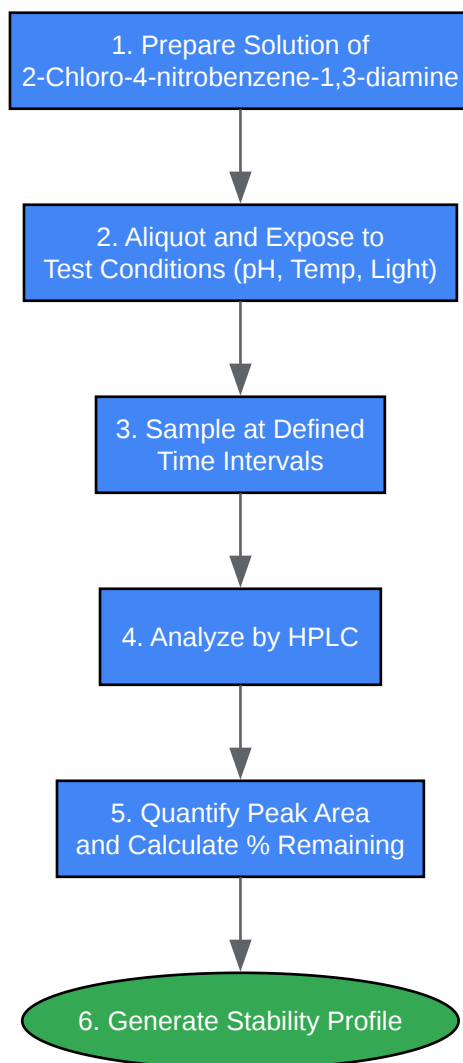 1. Prepare Solution of
2-Chloro-4-nitrobenzene-1,3-diamine
2. Aliquot and Expose to
Test Conditions (pH, Temp, Light)
3. Sample at Defined
Time Intervals
4. Analyze by HPLC
5. Quantify Peak Area
and Calculate % Remaining
6. Generate Stability Profile